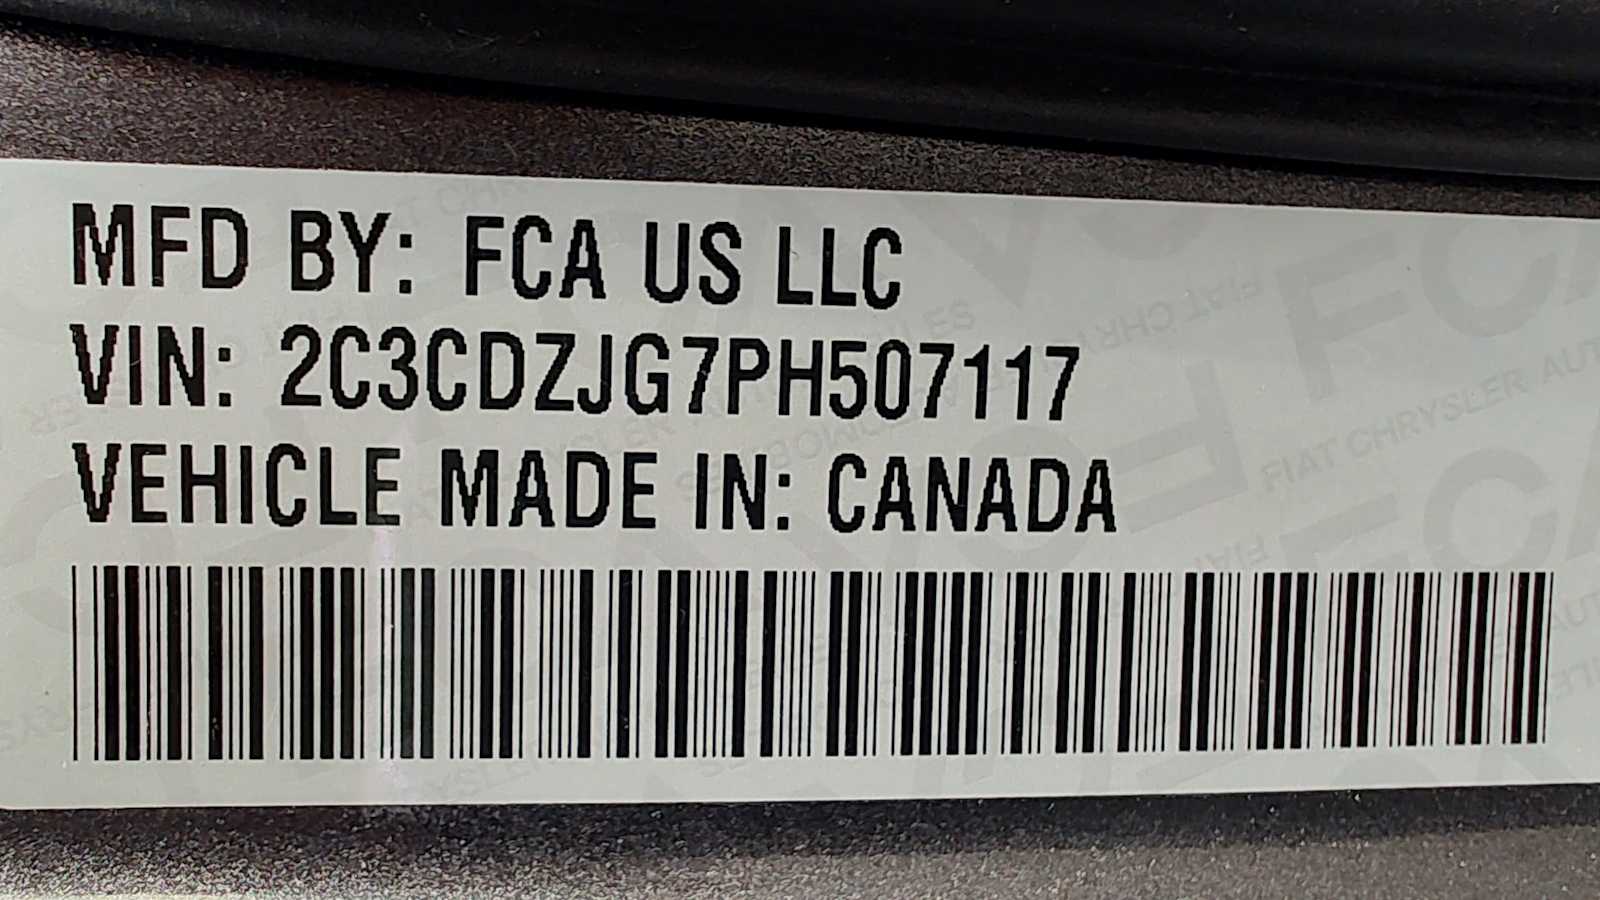 MFD BY: FCA US LLC
VIN: 2C3CDZJG7PH507117
VEHICLE MADE IN: CANADA